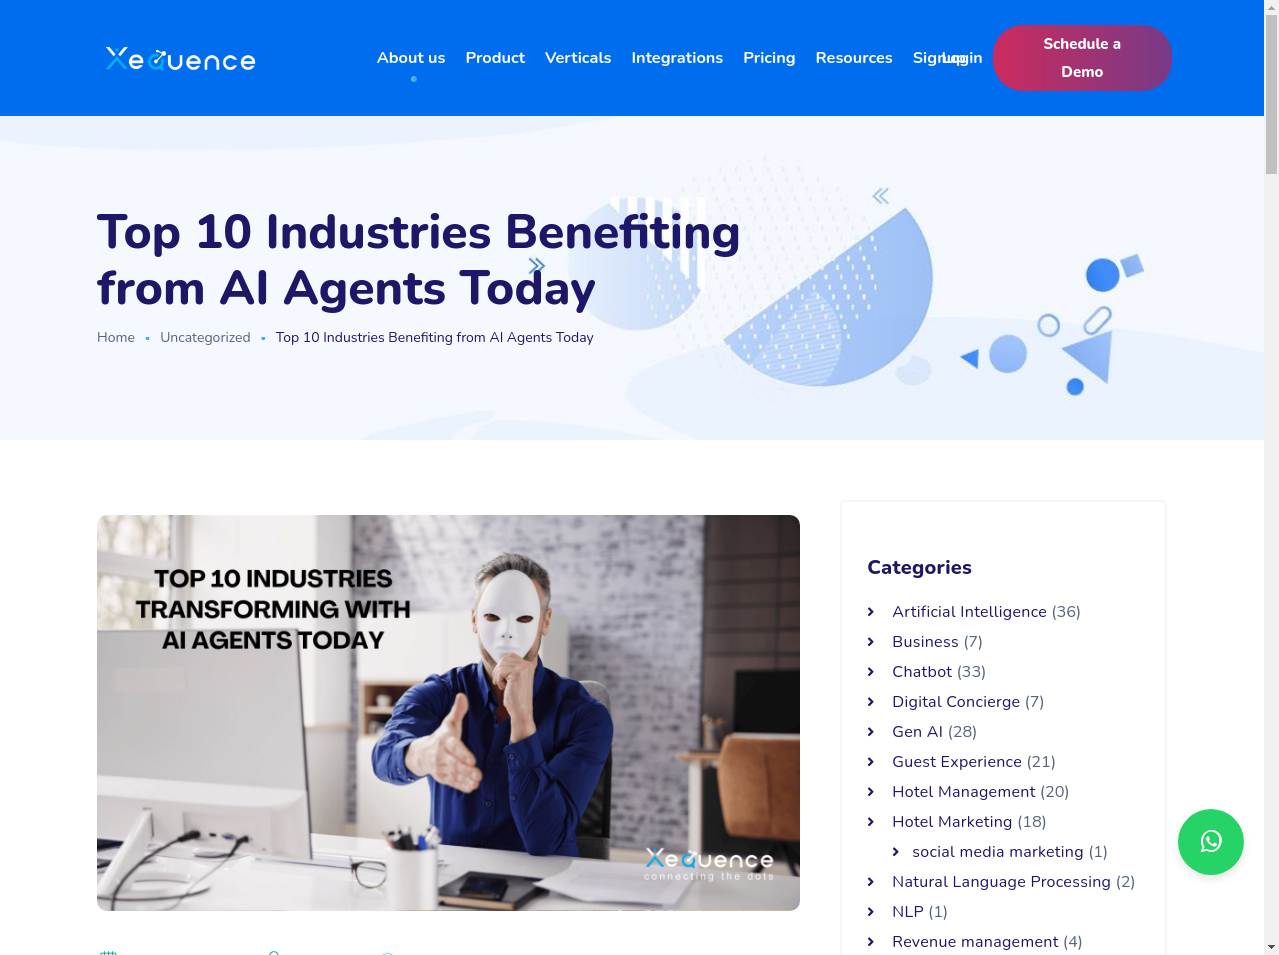 Xequence
About us
Product
Verticals
Integrations
Pricing
Resources
Signup
Login
Schedule a
Demo
Top 10 Industries Benefiting
from AI Agents Today
Home
Uncategorized
Top 10 Industries Benefiting from AI Agents Today
TOP 10 INDUSTRIES
TRANSFORMING WITH
AI AGENTS TODAY
Xequence
connecting the dots
Categories
Artificial Intelligence (36)
Business (7)
Chatbot (33)
Digital Concierge (7)
Gen AI (28)
Guest Experience (21)
Hotel Management (20)
Hotel Marketing (18)
social media marketing (1)
Natural Language Processing (2)
NLP (1)
Revenue management (4)